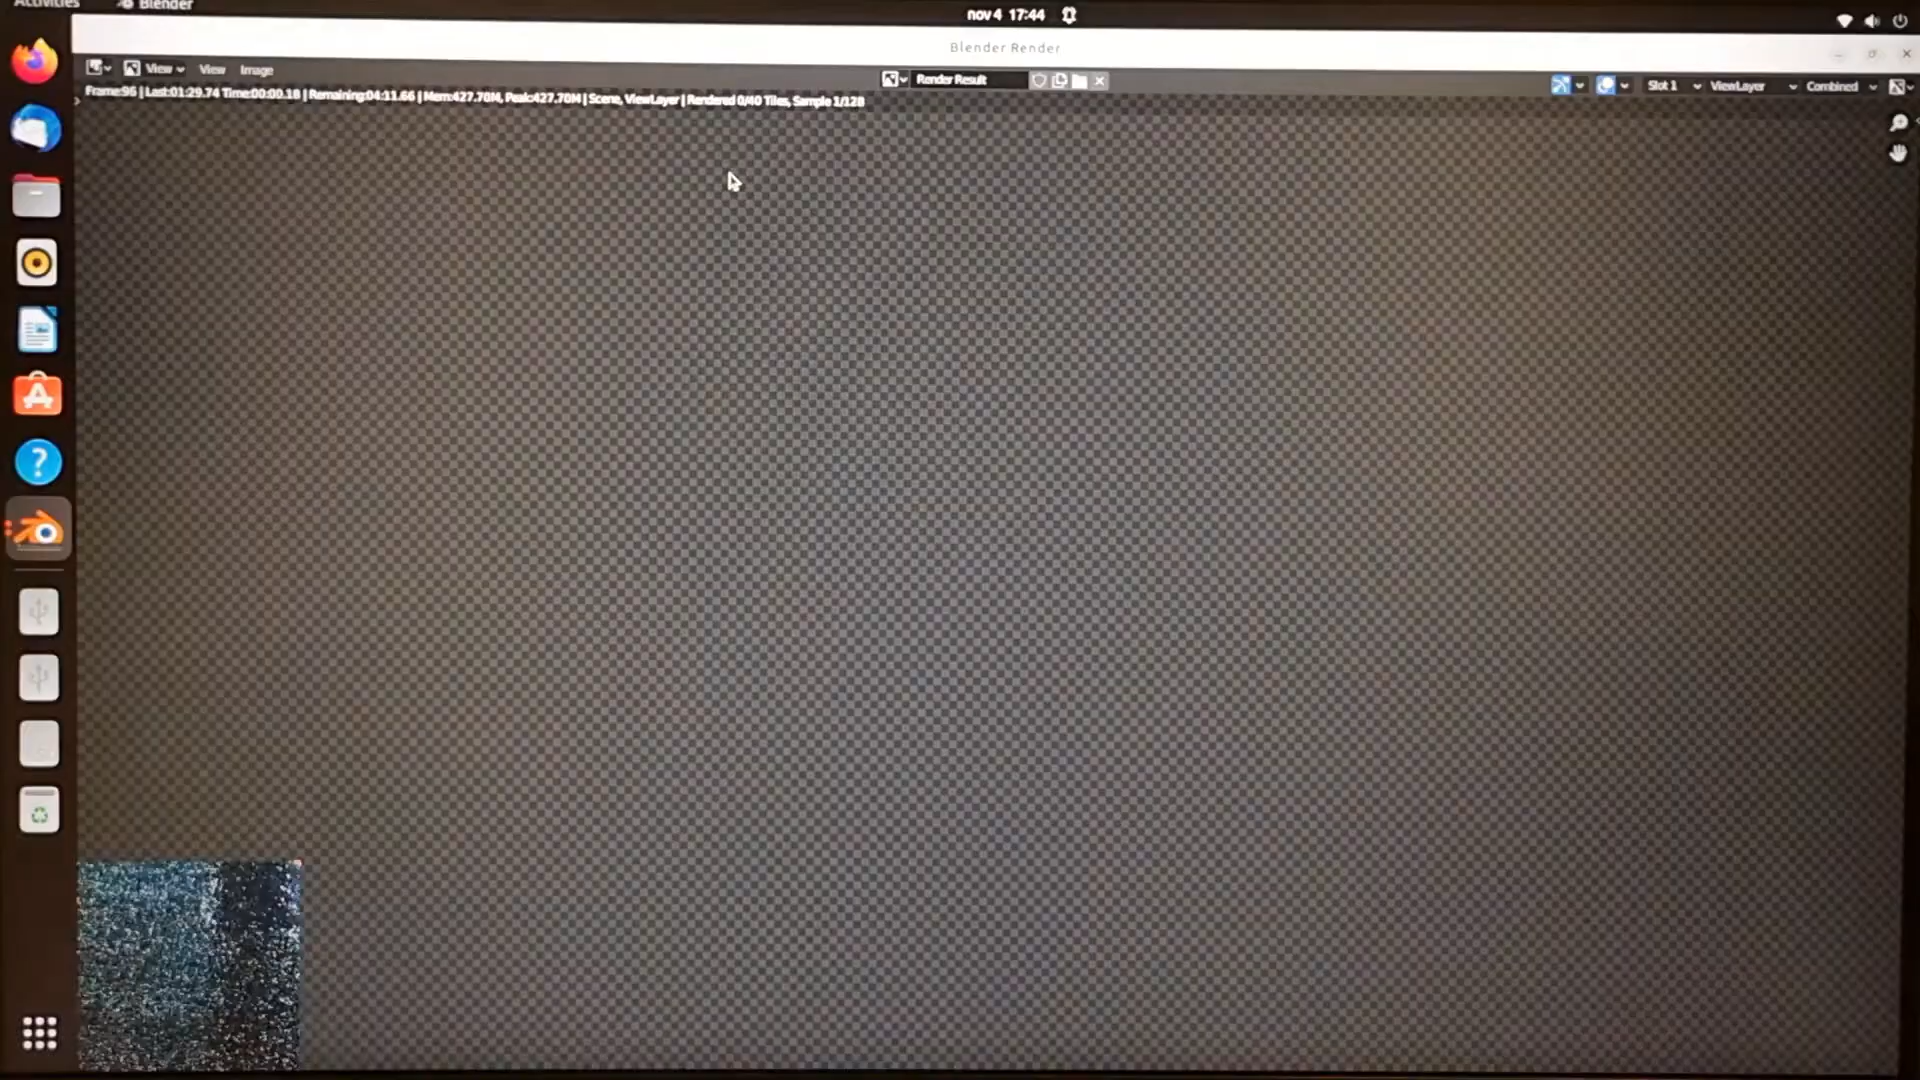 Activities Blender
nov 4 17:44
Blender Render
View View Image
Render Result
Slot 1 ViewLayer Combined
Frame:96 | Last:01:29.74 Time:00:00.18 | Remaining:04:11.66 | Mem:427.70M, Peak:427.70M | Scene, ViewLayer | Rendered 0/40 Tiles, Sample 1/128